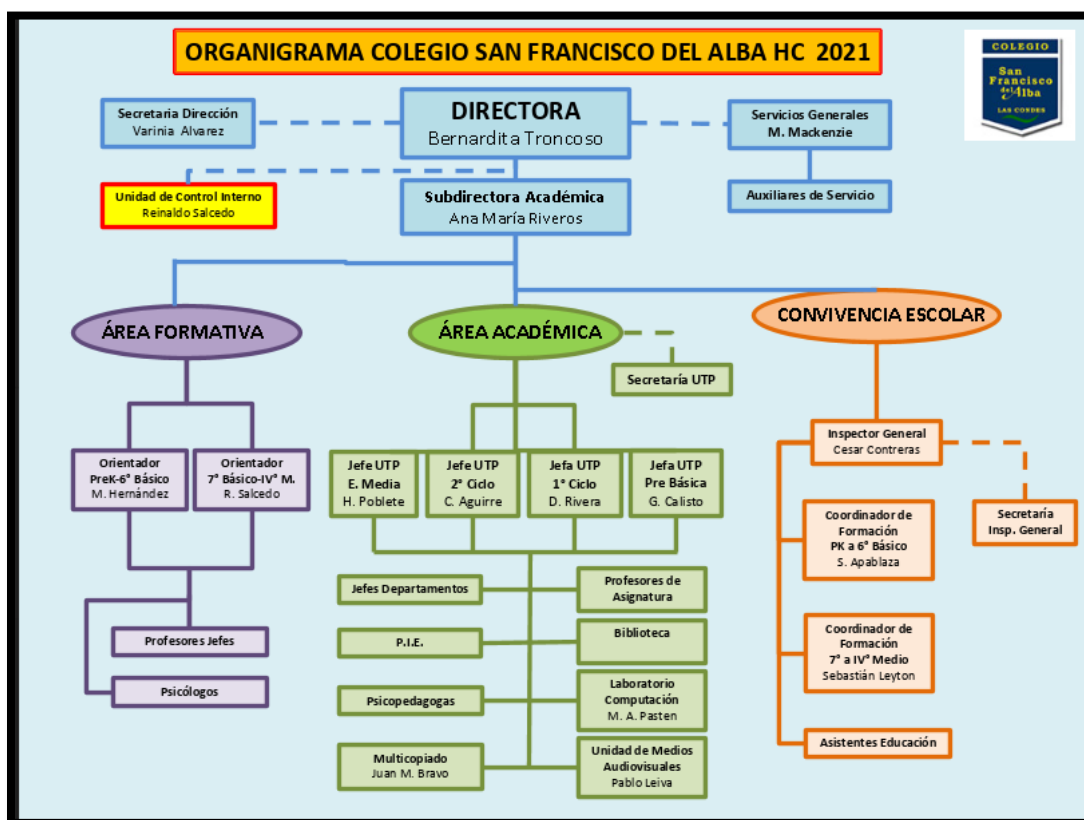 ORGANIGRAMA COLEGIO SAN FRANCISCO DEL ALBA HC 2021
COLEGIO
San
Francisco
del Alba
LAS CONDES
Secretaria Dirección
Varinia Alvarez
DIRECTORA
Bernardita Troncoso
Servicios Generales
M. Mackenzie
Unidad de Control Interno
Reinaldo Salcedo
Subdirectora Académica
Ana María Riveros
Auxiliares de Servicio
ÁREA FORMATIVA
ÁREA ACADÉMICA
CONVIVENCIA ESCOLAR
Secretaría UTP
Orientador
PreK-6° Básico
M. Hernández
Orientador
7° Básico-IV° M.
R. Salcedo
Jefe UTP
E. Media
H. Poblete
Jefe UTP
2° Ciclo
C. Aguirre
Jefa UTP
1° Ciclo
D. Rivera
Jefa UTP
Pre Básica
G. Calisto
Inspector General
Cesar Contreras
Secretaría
Insp. General
Coordinador de
Formación
PK a 6° Básico
S. Apablaza
Jefes Departamentos
Profesores de
Asignatura
Profesores Jefes
P.I.E.
Biblioteca
Coordinador de
Formación
7° a IV° Medio
Sebastián Leyton
Psicólogos
Psicopedagogas
Laboratorio
Computación
M. A. Pasten
Asistentes Educación
Multicopiado
Juan M. Bravo
Unidad de Medios
Audiovisuales
Pablo Leiva